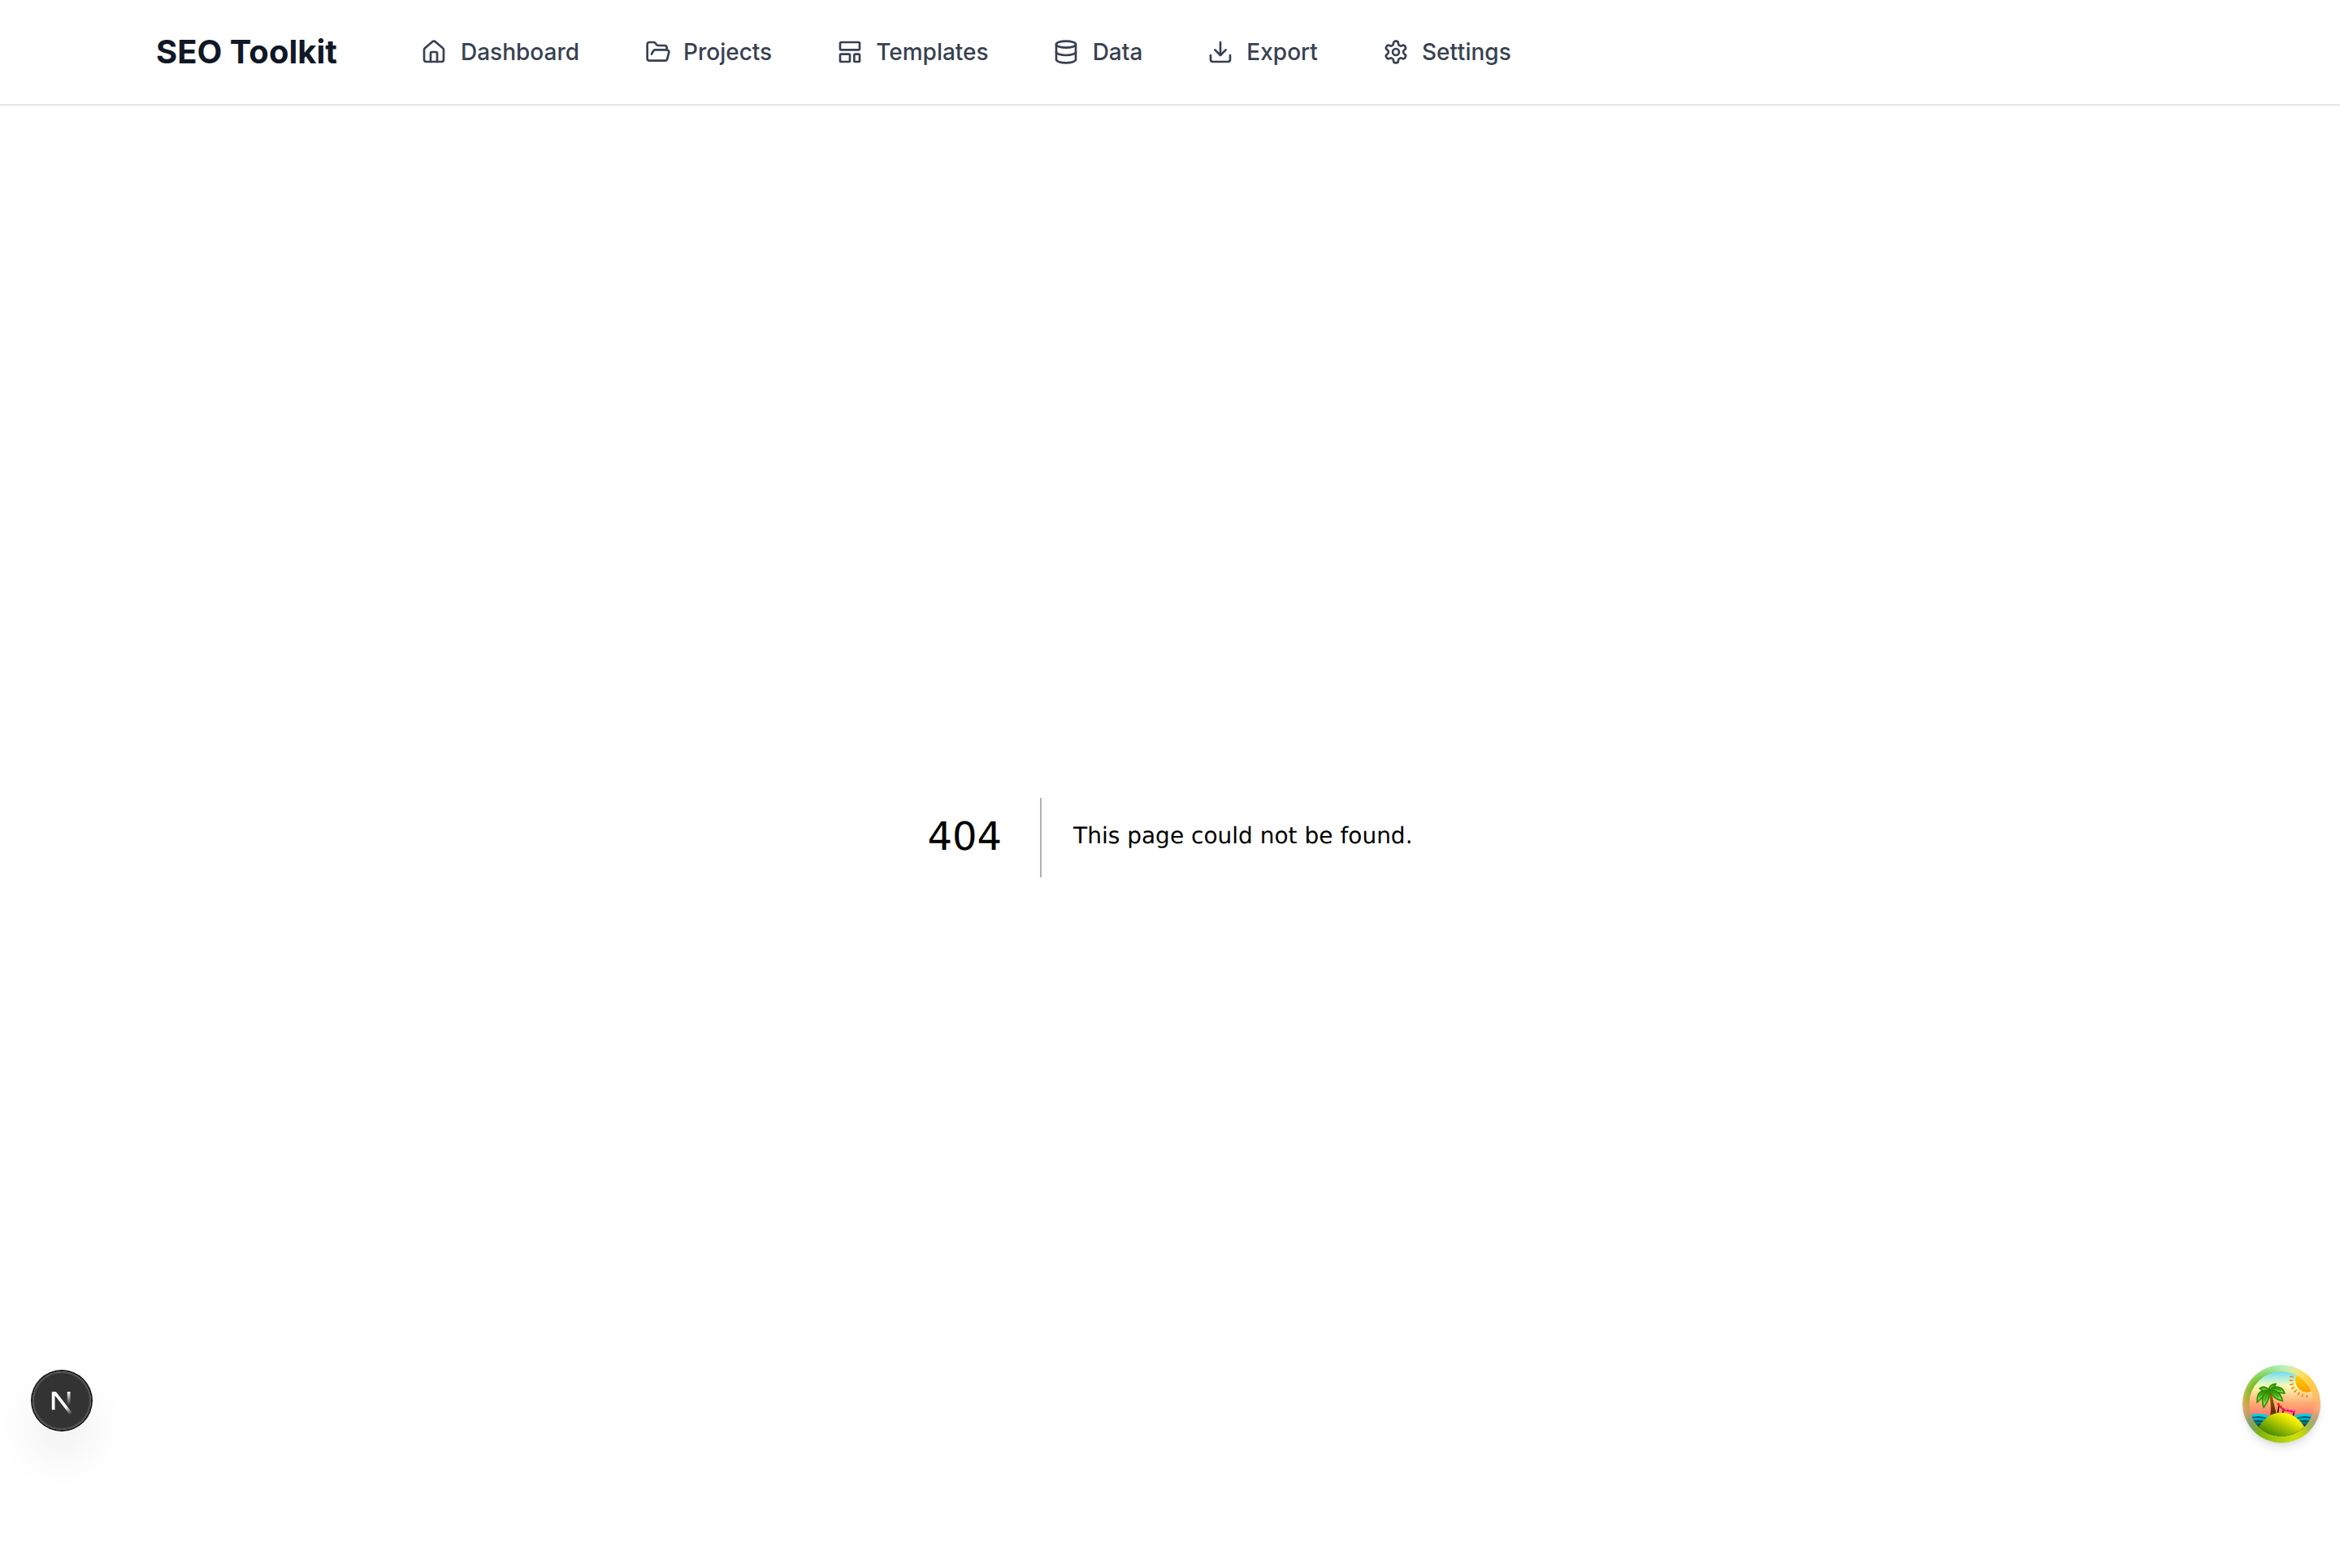 SEO Toolkit
Dashboard
Projects
Templates
Data
Export
Settings
404
This page could not be found.
N